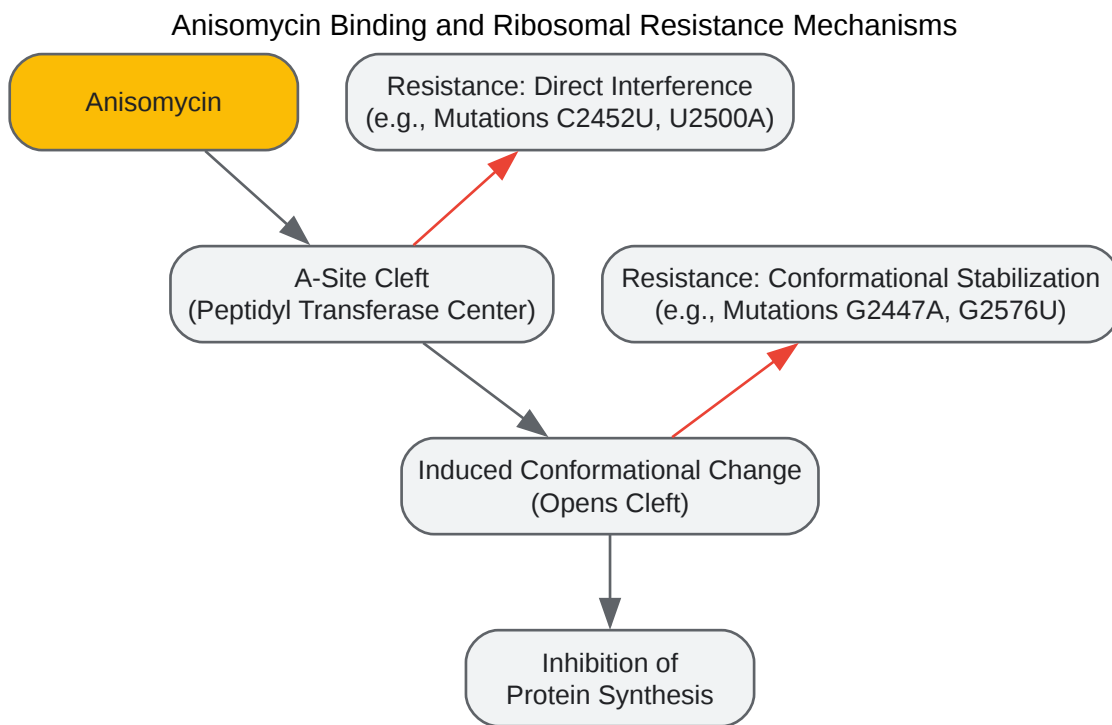 Anisomycin Binding and Ribosomal Resistance Mechanisms
Anisomycin
Resistance: Direct Interference
(e.g., Mutations C2452U, U2500A)
A-Site Cleft
(Peptidyl Transferase Center)
Resistance: Conformational Stabilization
(e.g., Mutations G2447A, G2576U)
Induced Conformational Change
(Opens Cleft)
Inhibition of
Protein Synthesis